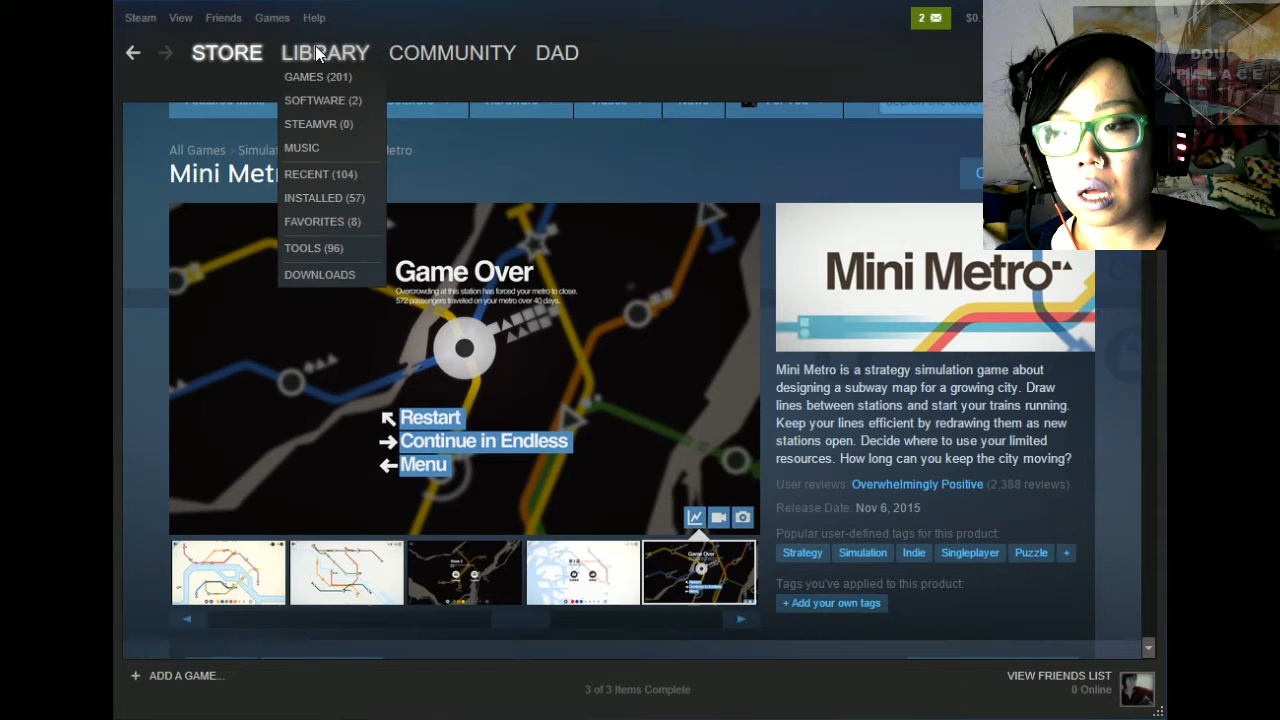 Steam View Friends Games Help
2
$0.
STORE LIBRARY COMMUNITY DAD
GAMES (201)
SOFTWARE (2)
STEAMVR (0)
MUSIC
RECENT (104)
INSTALLED (57)
FAVORITES (8)
TOOLS (96)
DOWNLOADS
All Games >
Mini Met
Game Over
Overcrowding at this station has forced your metro to close.
572 passengers traveled on your metro over 40 days.
Restart
Continue in Endless
Menu
Mini Metro
Mini Metro is a strategy simulation game about
designing a subway map for a growing city. Draw
lines between stations and start your trains running.
Keep your lines efficient by redrawing them as new
stations open. Decide where to use your limited
resources. How long can you keep the city moving?
User reviews: Overwhelmingly Positive (2,388 reviews)
Release Date: Nov 6, 2015
Popular user-defined tags for this product:
Strategy Simulation Indie Singleplayer Puzzle +
Tags you've applied to this product:
+ Add your own tags
+ ADD A GAME...
3 of 3 Items Complete
VIEW FRIENDS LIST
0 Online
PALACE